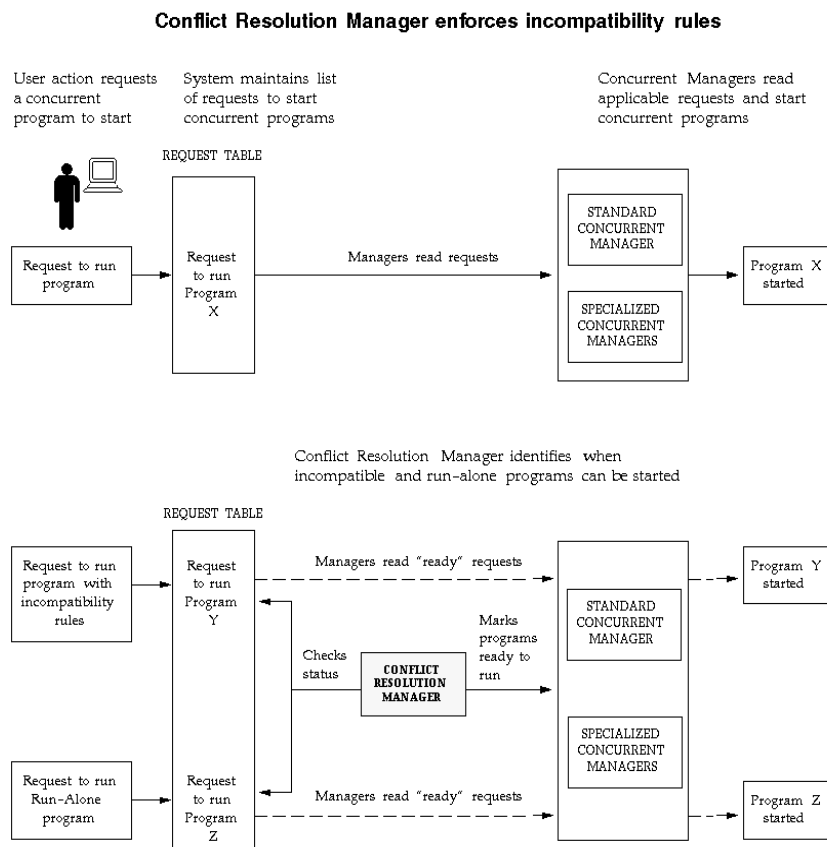 Conflict Resolution Manager enforces incompatibility rules
User action requests
a concurrent
program to start
System maintains list
of requests to start
concurrent programs
Concurrent Managers read
applicable requests and start
concurrent programs
REQUEST TABLE
Request to run
program
Request
to run
Program
X
Managers read requests
STANDARD
CONCURRENT
MANAGER
SPECIALIZED
CONCURRENT
MANAGERS
Program X
started
Conflict Resolution Manager identifies when
incompatible and run-alone programs can be started
REQUEST TABLE
Request to run
program with
incompatibility
rules
Request
to run
Program
Y
Managers read "ready" requests
Program Y
started
STANDARD
CONCURRENT
MANAGER
Checks
status
CONFLICT
RESOLUTION
MANAGER
Marks
programs
ready to
run
SPECIALIZED
CONCURRENT
MANAGERS
Request to run
Run-Alone
program
Request
to run
Program
Z
Managers read "ready" requests
Program Z
started